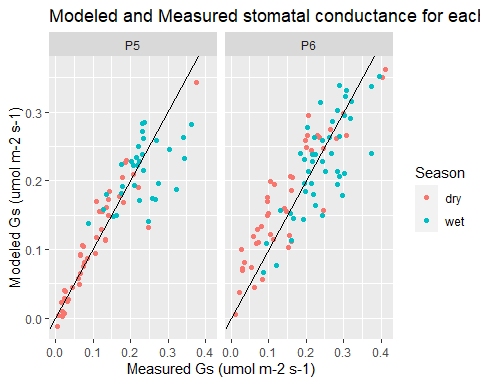 Modeled and Measured stomatal conductance for each
P5
P6
Modeled Gs (umol m-2 s-1)
0.3
0.2
0.1
0.0
0.0 0.1 0.2 0.3 0.4
0.0 0.1 0.2 0.3 0.4
Measured Gs (umol m-2 s-1)
Season
dry
wet